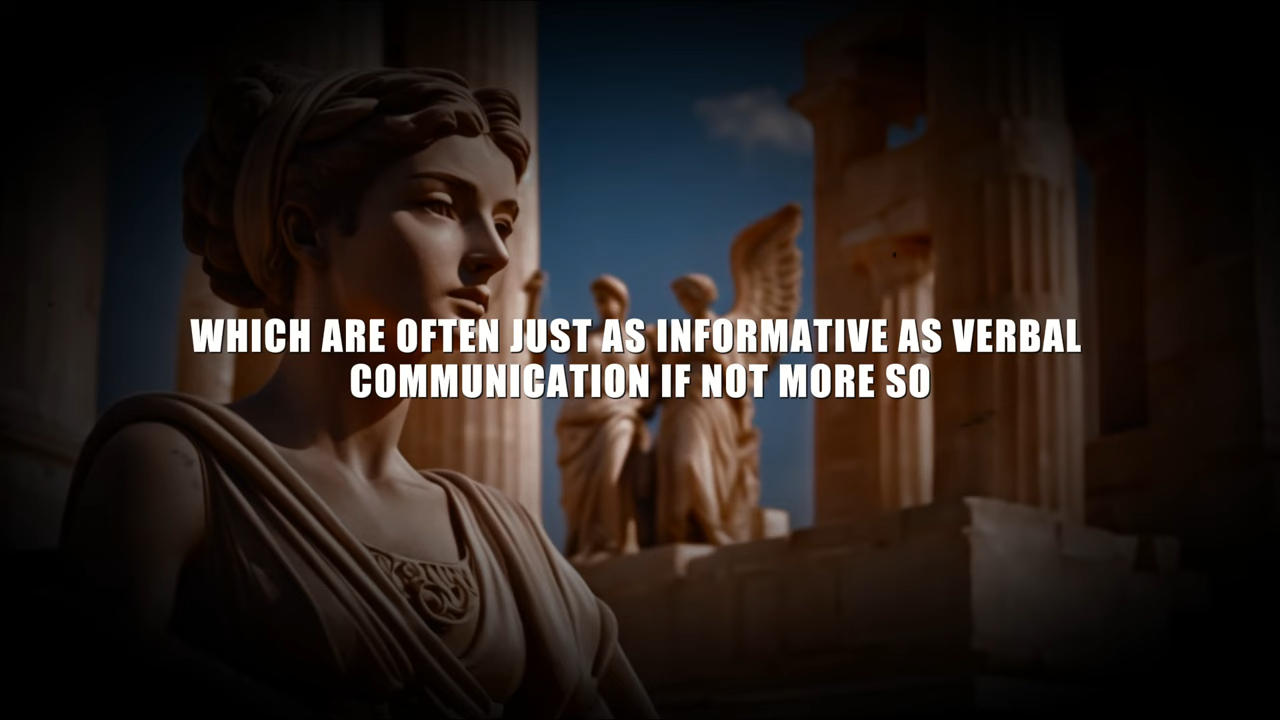 WHICH ARE OFTEN JUST AS INFORMATIVE AS VERBAL
COMMUNICATION IF NOT MORE SO